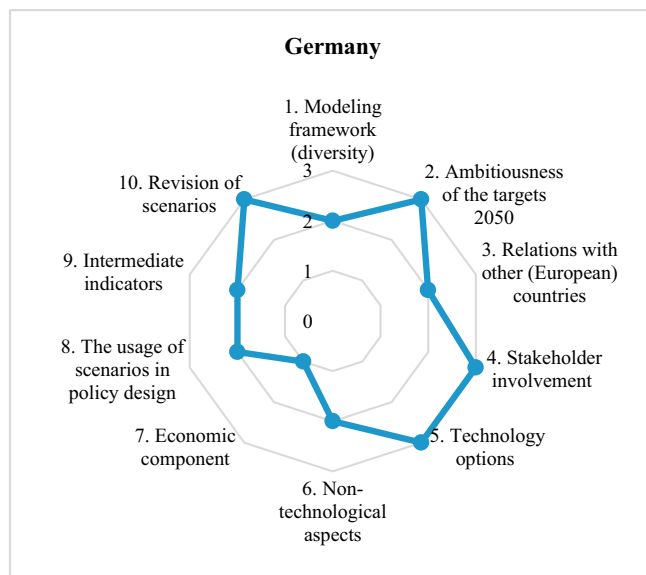 Germany
1. Modeling
framework
(diversity)
2. Ambitiousness
of the targets
2050
3. Relations with
other (European)
countries
4. Stakeholder
involvement
5. Technology
options
6. Non-
technological
aspects
7. Economic
component
8. The usage of
scenarios in
policy design
9. Intermediate
indicators
10. Revision of
scenarios
3
2
1
0